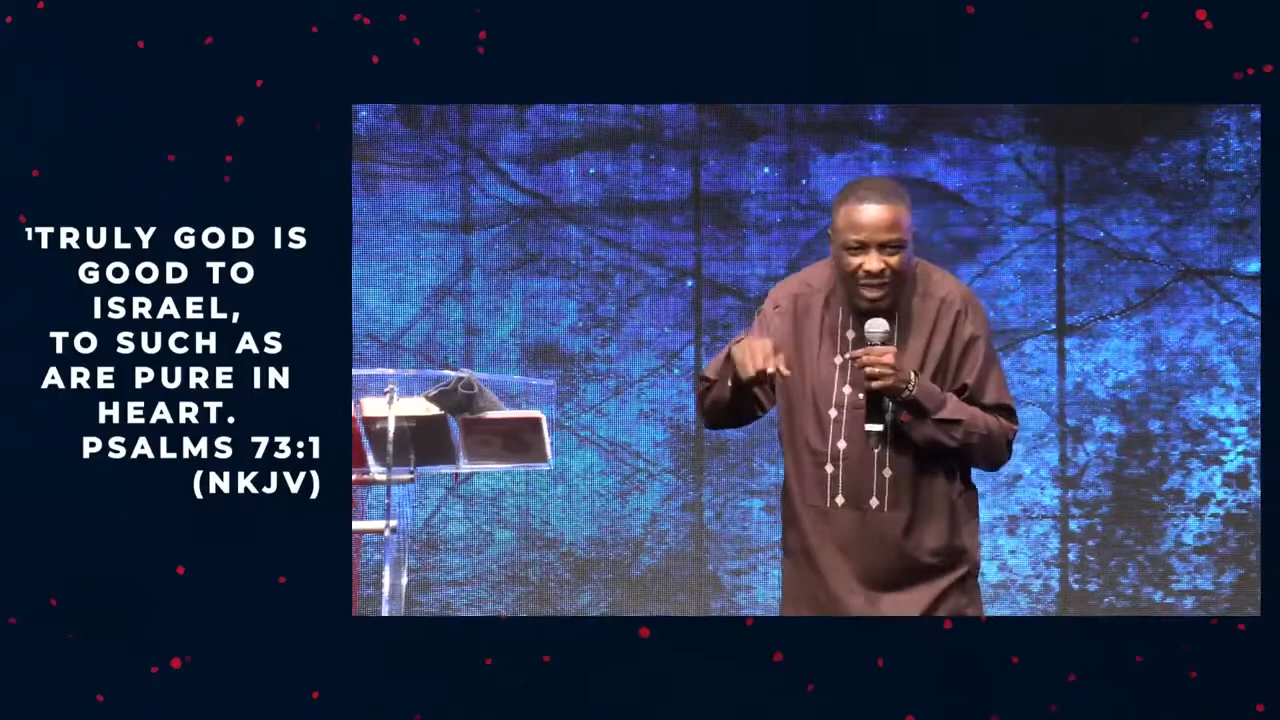 ¹TRULY GOD IS
GOOD TO
ISRAEL,
TO SUCH AS
ARE PURE IN
HEART.
PSALMS 73:1
(NKJV)